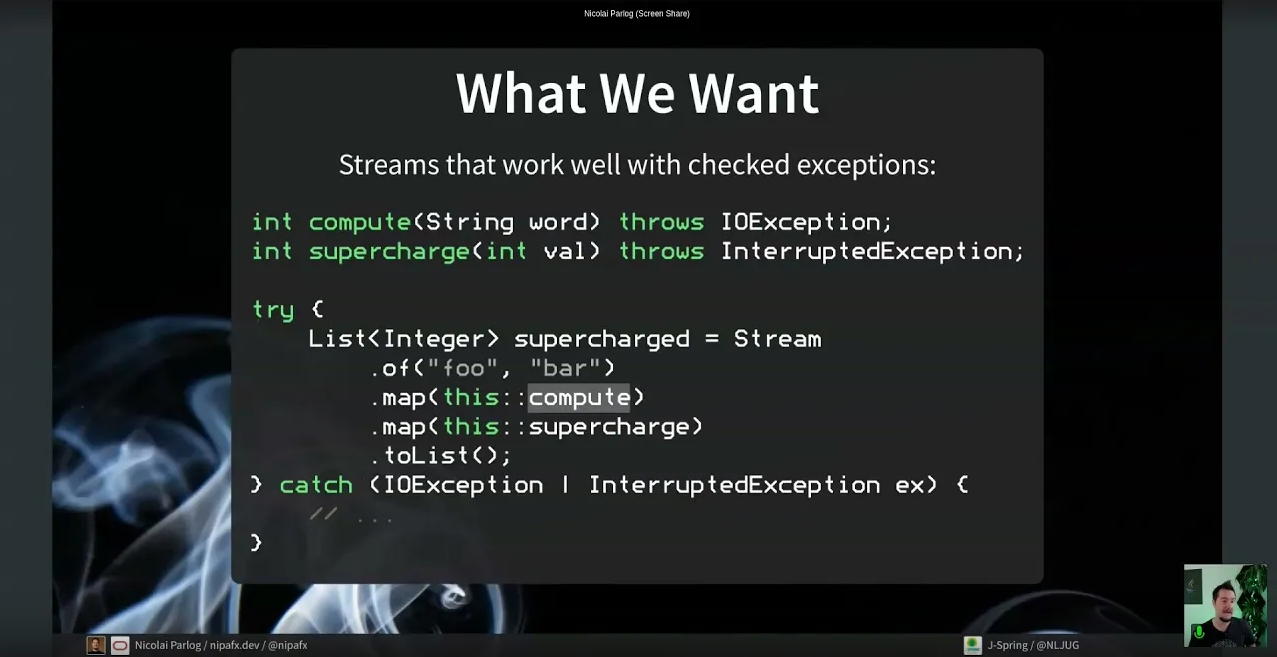 Nicolai Parlog (Screen Share)
What We Want
Streams that work well with checked exceptions:
int compute(String word) throws IOException;
int supercharge(int val) throws InterruptedException;
try {
    List<Integer> supercharged = Stream
        .of("foo", "bar")
        .map(this::compute)
        .map(this::supercharge)
        .toList();
} catch (IOException | InterruptedException ex) {
    // ...
}
Nicolai Parlog / nipafx.dev / @nipafx
J-Spring / @NLJUG